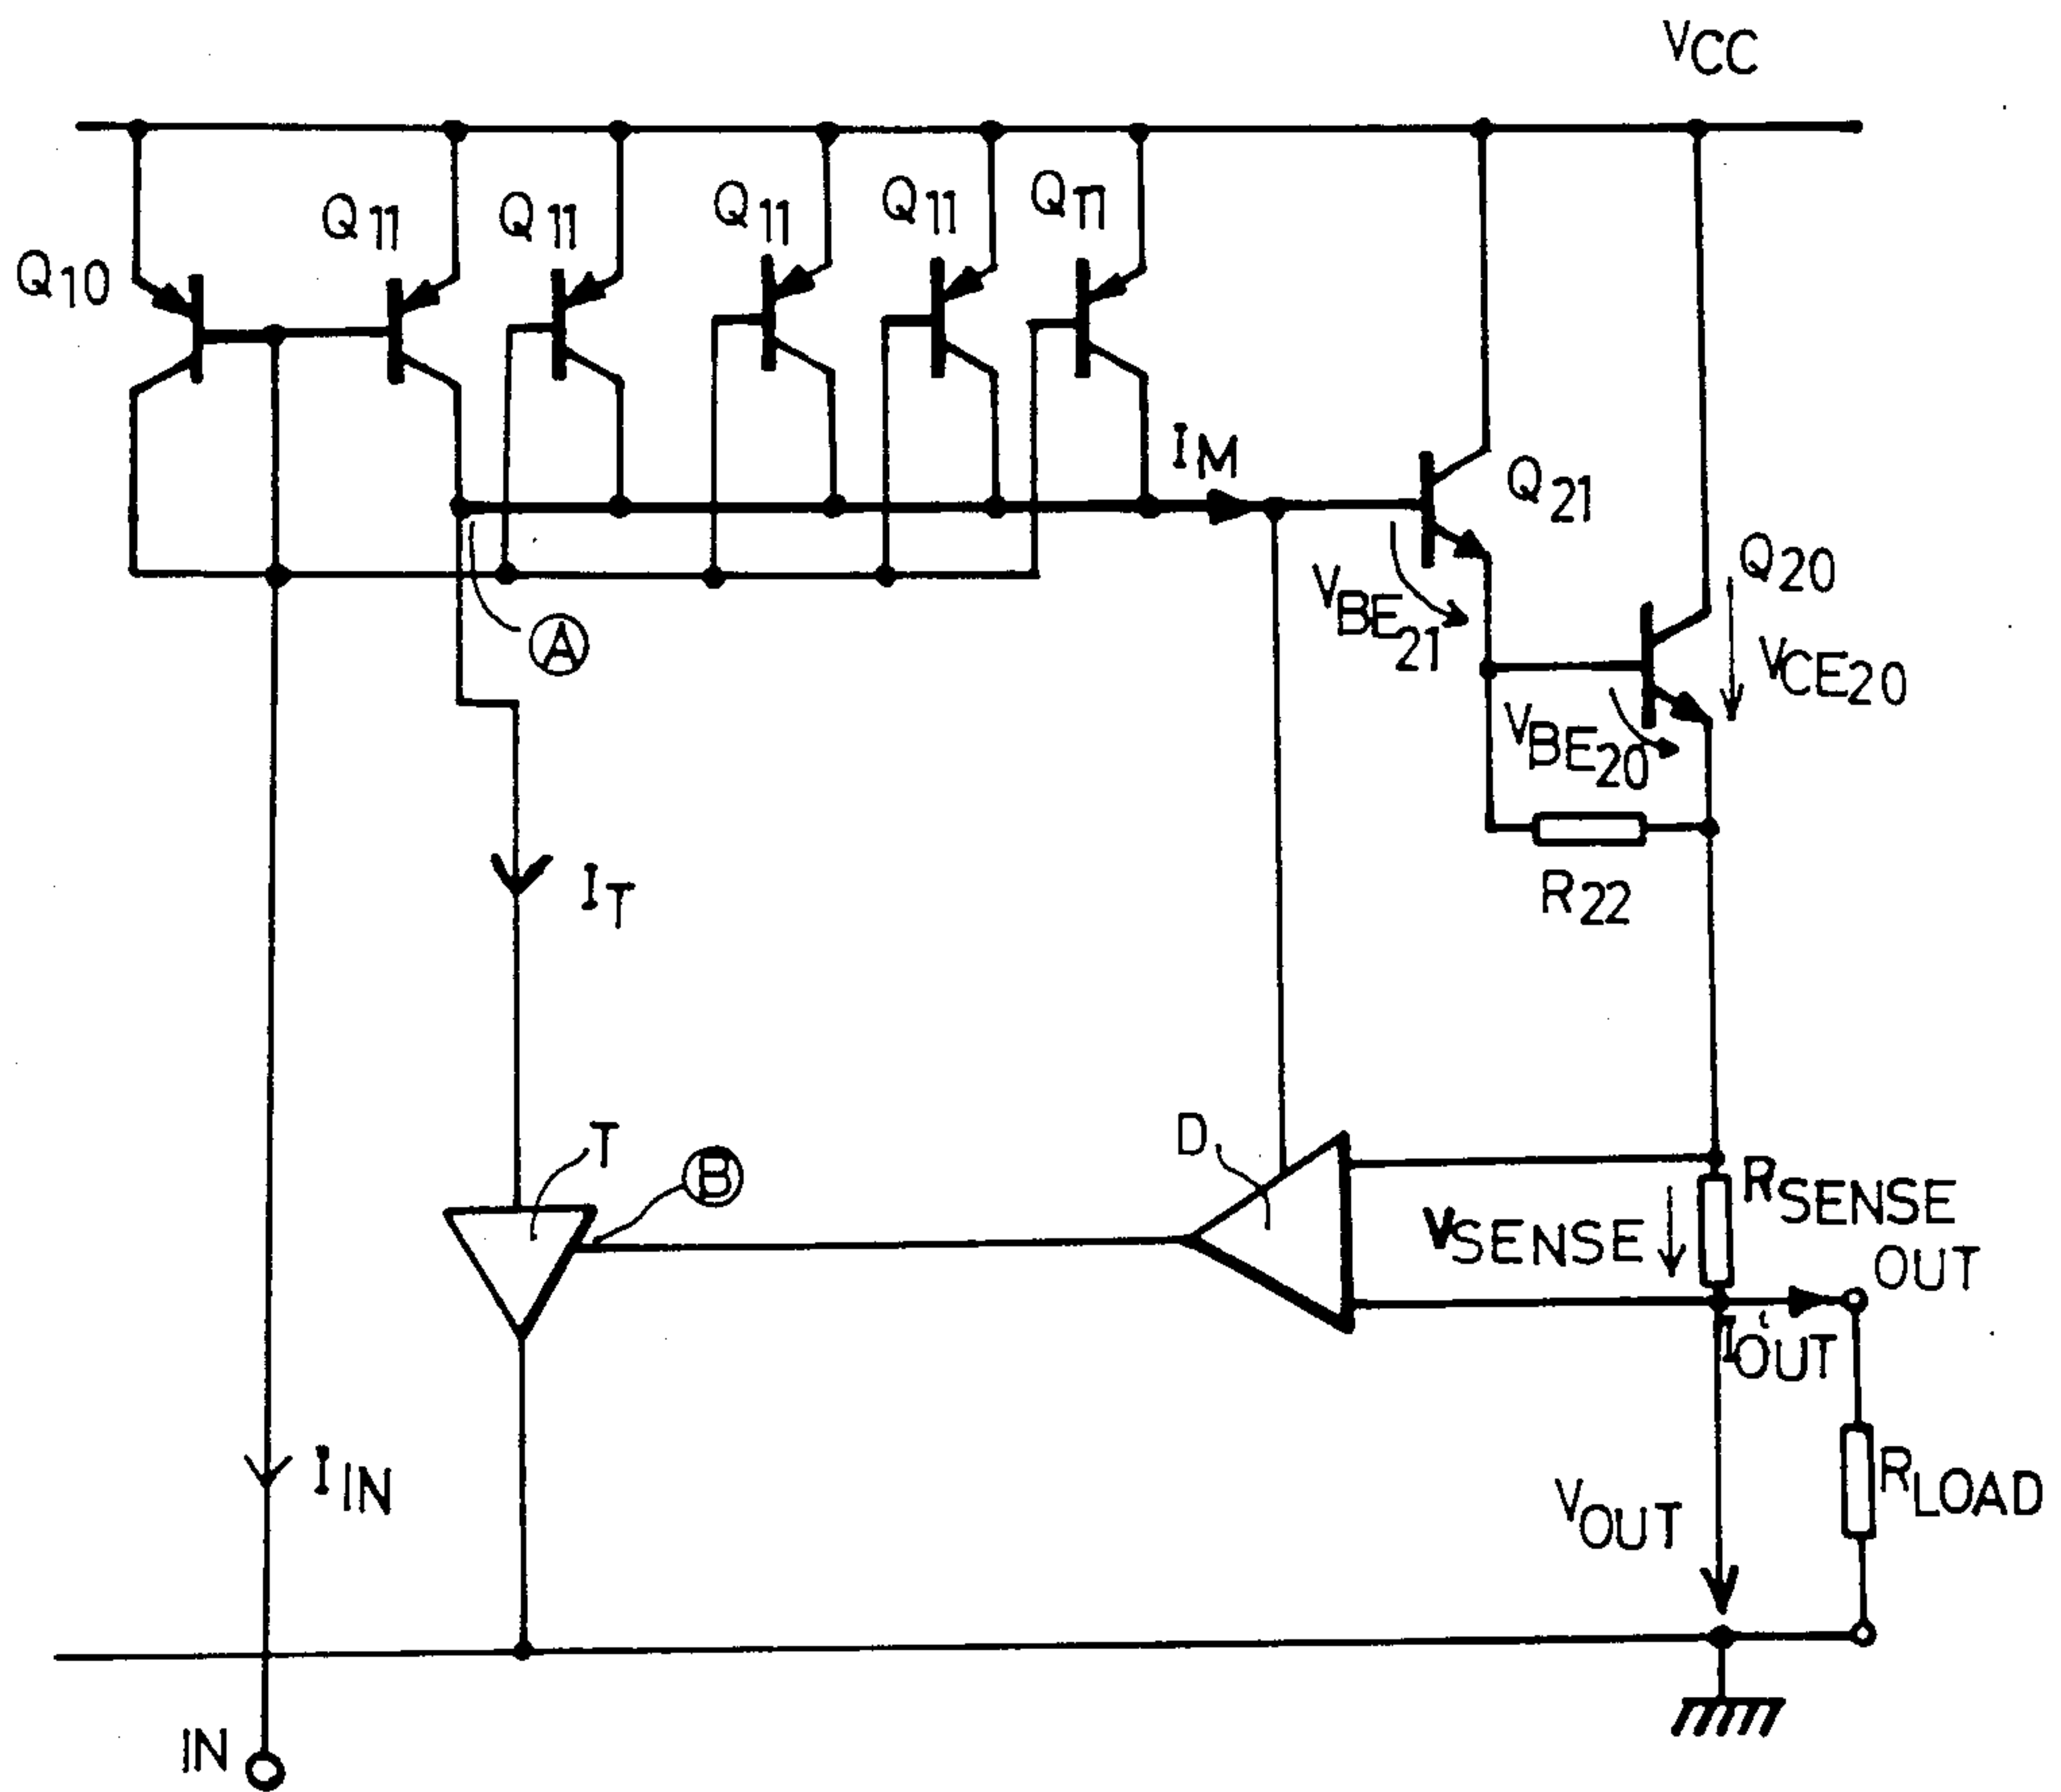 VCC
Q10
Q11
Q11
Q11
Q11
Q11
IM
Q21
Q20
VBE21
VCE20
A
VBE20
R22
IT
T
B
D
RSENSE
VSENSE
OUT
IOUT
IIN
RLOAD
VOUT
IN